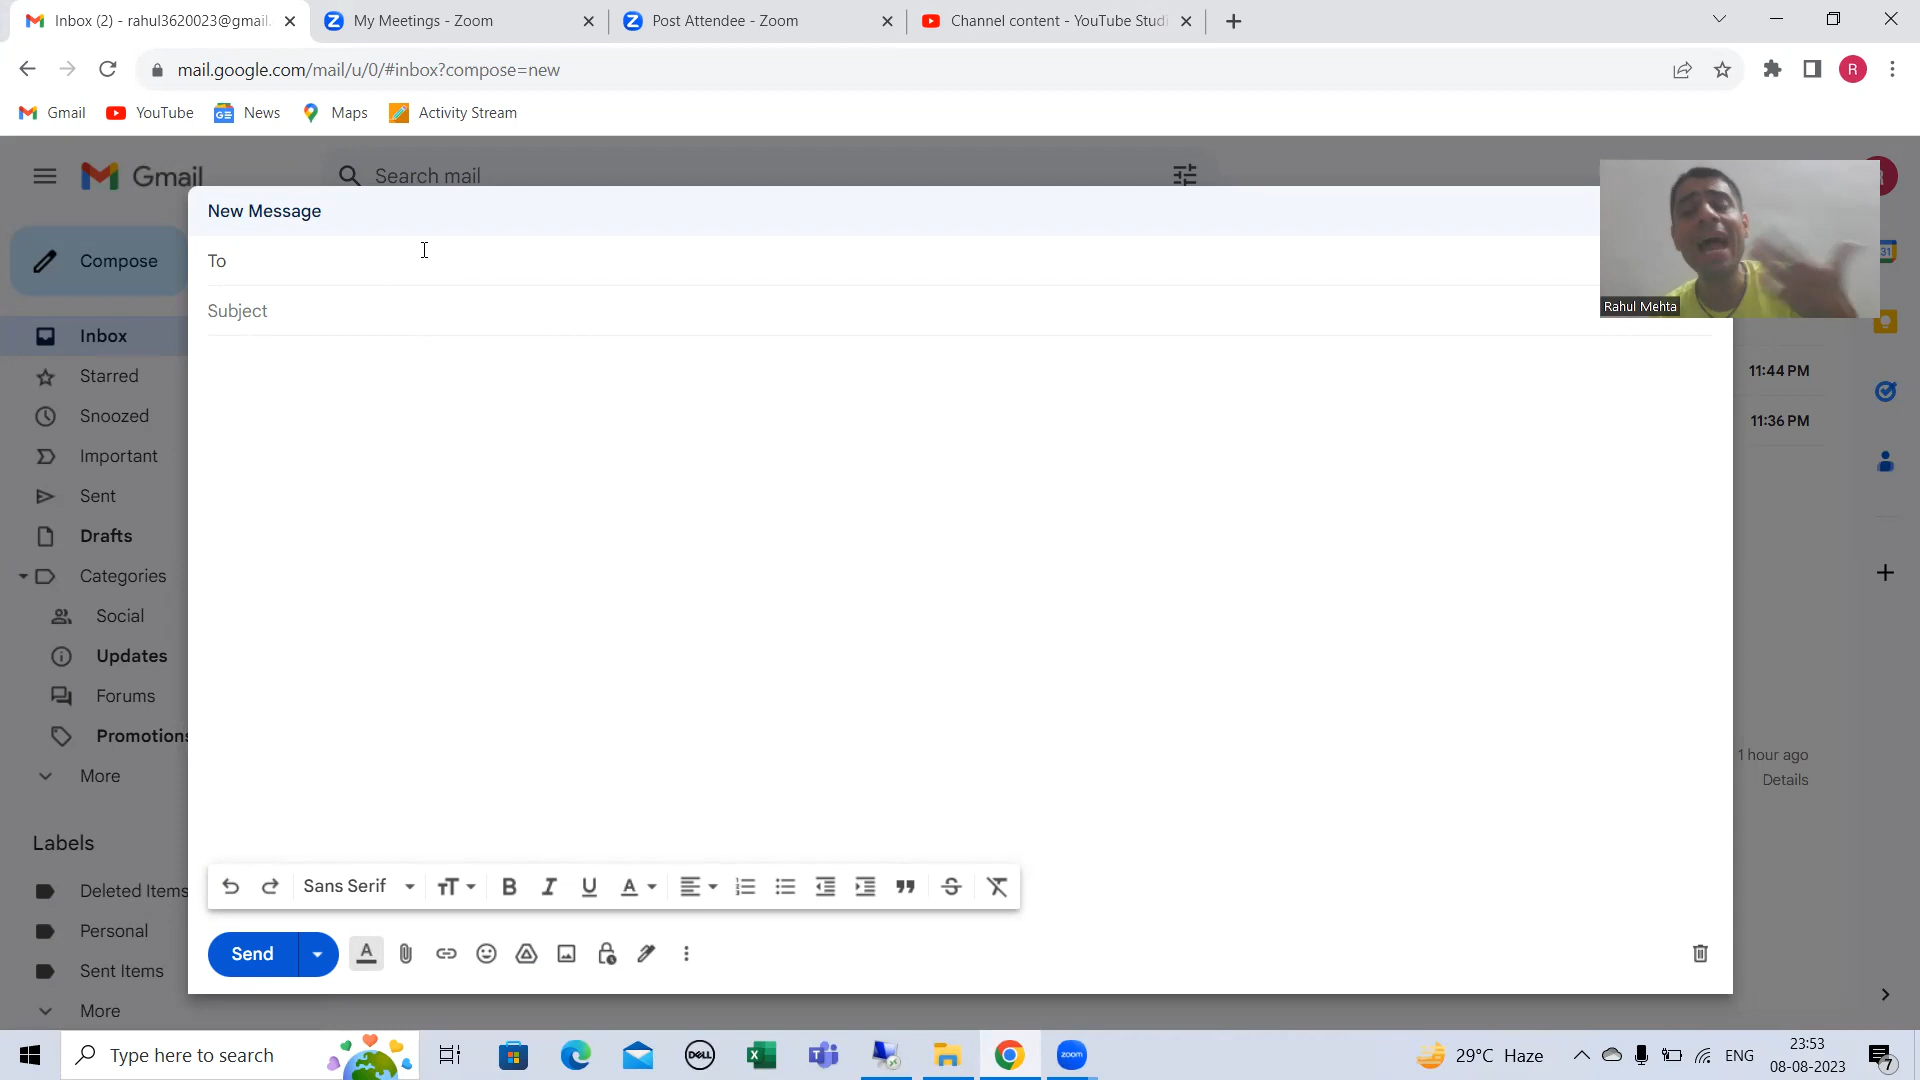 Inbox (2) - rahul3620023@gmail.
My Meetings - Zoom
Post Attendee - Zoom
Channel content - YouTube Studi
mail.google.com/mail/u/0/#inbox?compose=new
R
Gmail
YouTube
News
Maps
Activity Stream
Gmail
Search mail
New Message
Compose
To
31
Rahul Mehta
Subject
Inbox
Starred
11:44 PM
Snoozed
11:36 PM
Important
Sent
Drafts
Categories
Social
Updates
Forums
Promotions
1 hour ago
More
Details
Labels
Sans Serif
Deleted Items
Personal
Send
Sent Items
More
Type here to search
DELL
zoom
29°C Haze
ENG
23:53
08-08-2023
7